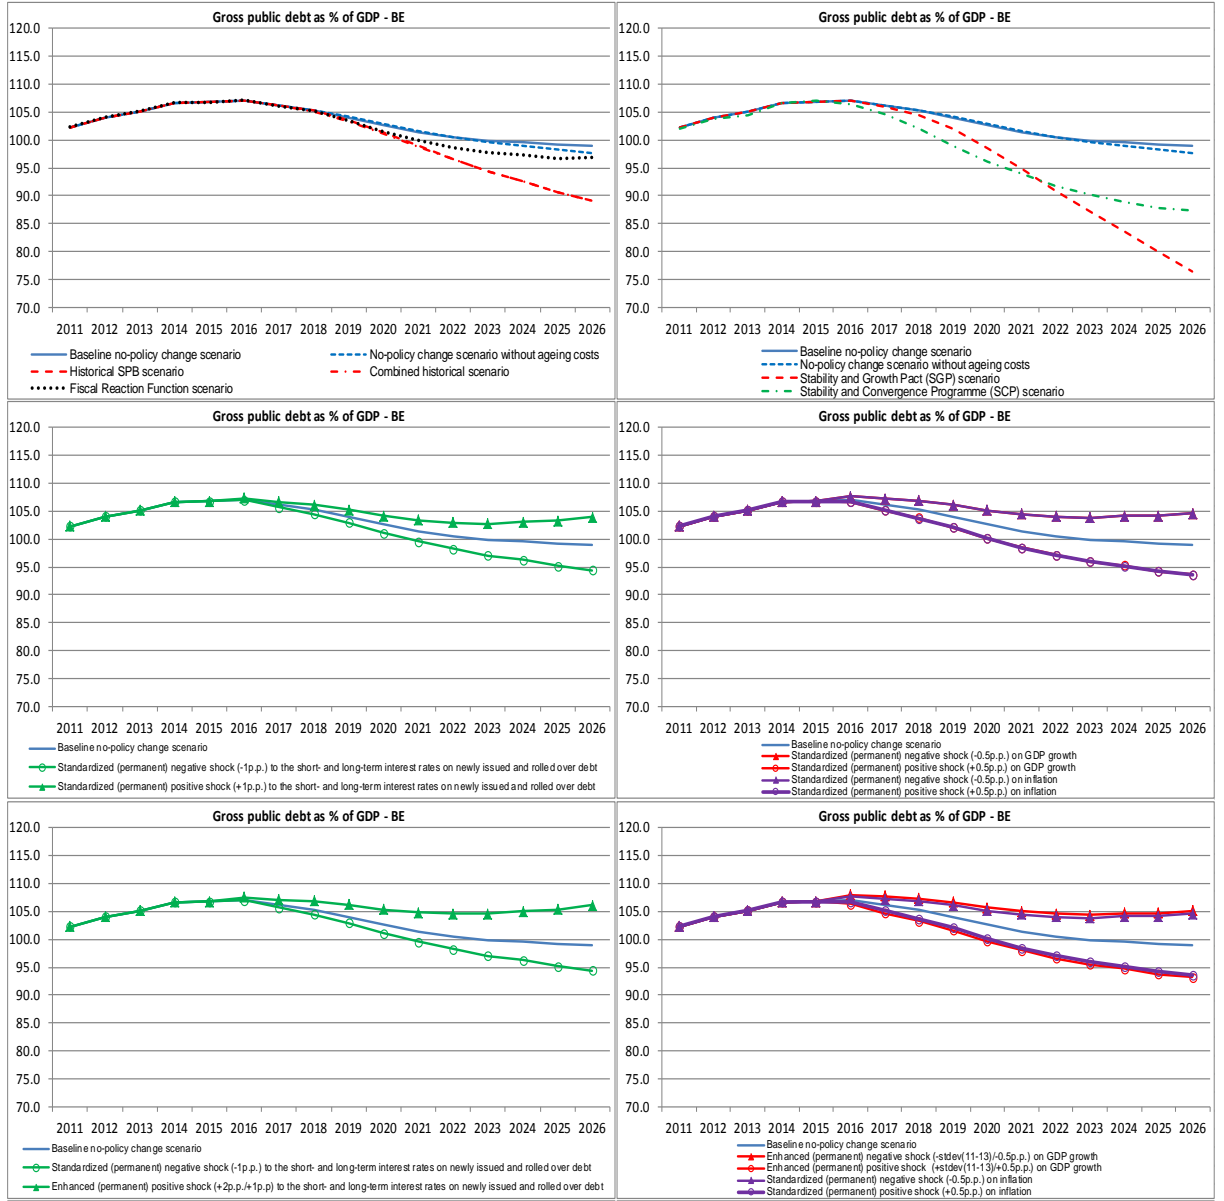 Gross public debt as % of GDP - BE
120.0
115.0
110.0
105.0
100.0
95.0
90.0
85.0
80.0
75.0
70.0
2011 2012 2013 2014 2015 2016 2017 2018 2019 2020 2021 2022 2023 2024 2025 2026
Baseline no-policy change scenario
No-policy change scenario without ageing costs
Historical SPB scenario
Combined historical scenario
Fiscal Reaction Function scenario
Gross public debt as % of GDP - BE
120.0
115.0
110.0
105.0
100.0
95.0
90.0
85.0
80.0
75.0
70.0
2011 2012 2013 2014 2015 2016 2017 2018 2019 2020 2021 2022 2023 2024 2025 2026
Baseline no-policy change scenario
No-policy change scenario without ageing costs
Stability and Growth Pact (SGP) scenario
Stability and Convergence Programme (SCP) scenario
Gross public debt as % of GDP - BE
120.0
115.0
110.0
105.0
100.0
95.0
90.0
85.0
80.0
75.0
70.0
2011 2012 2013 2014 2015 2016 2017 2018 2019 2020 2021 2022 2023 2024 2025 2026
Baseline no-policy change scenario
Standardized (permanent) negative shock (-1p.p.) to the short- and long-term interest rates on newly issued and rolled over debt
Standardized (permanent) positive shock (+1p.p.) to the short- and long-term interest rates on newly issued and rolled over debt
Gross public debt as % of GDP - BE
120.0
115.0
110.0
105.0
100.0
95.0
90.0
85.0
80.0
75.0
70.0
2011 2012 2013 2014 2015 2016 2017 2018 2019 2020 2021 2022 2023 2024 2025 2026
Baseline no-policy change scenario
Standardized (permanent) negative shock (-0.5p.p.) on GDP growth
Standardized (permanent) positive shock (+0.5p.p.) on GDP growth
Standardized (permanent) negative shock (-0.5p.p.) on inflation
Standardized (permanent) positive shock (+0.5p.p.) on inflation
Gross public debt as % of GDP - BE
120.0
115.0
110.0
105.0
100.0
95.0
90.0
85.0
80.0
75.0
70.0
2011 2012 2013 2014 2015 2016 2017 2018 2019 2020 2021 2022 2023 2024 2025 2026
Baseline no-policy change scenario
Standardized (permanent) negative shock (-1p.p.) to the short- and long-term interest rates on newly issued and rolled over debt
Enhanced (permanent) positive shock (+2p.p./+1p.p) to the short- and long-term interest rates on newly issued and rolled over debt
Gross public debt as % of GDP - BE
120.0
115.0
110.0
105.0
100.0
95.0
90.0
85.0
80.0
75.0
70.0
2011 2012 2013 2014 2015 2016 2017 2018 2019 2020 2021 2022 2023 2024 2025 2026
Baseline no-policy change scenario
Enhanced (permanent) negative shock (-stdev(11-13)/-0.5p.p.) on GDP growth
Enhanced (permanent) positive shock (+stdev(11-13)/+0.5p.p.) on GDP growth
Standardized (permanent) negative shock (-0.5p.p.) on inflation
Standardized (permanent) positive shock (+0.5p.p.) on inflation